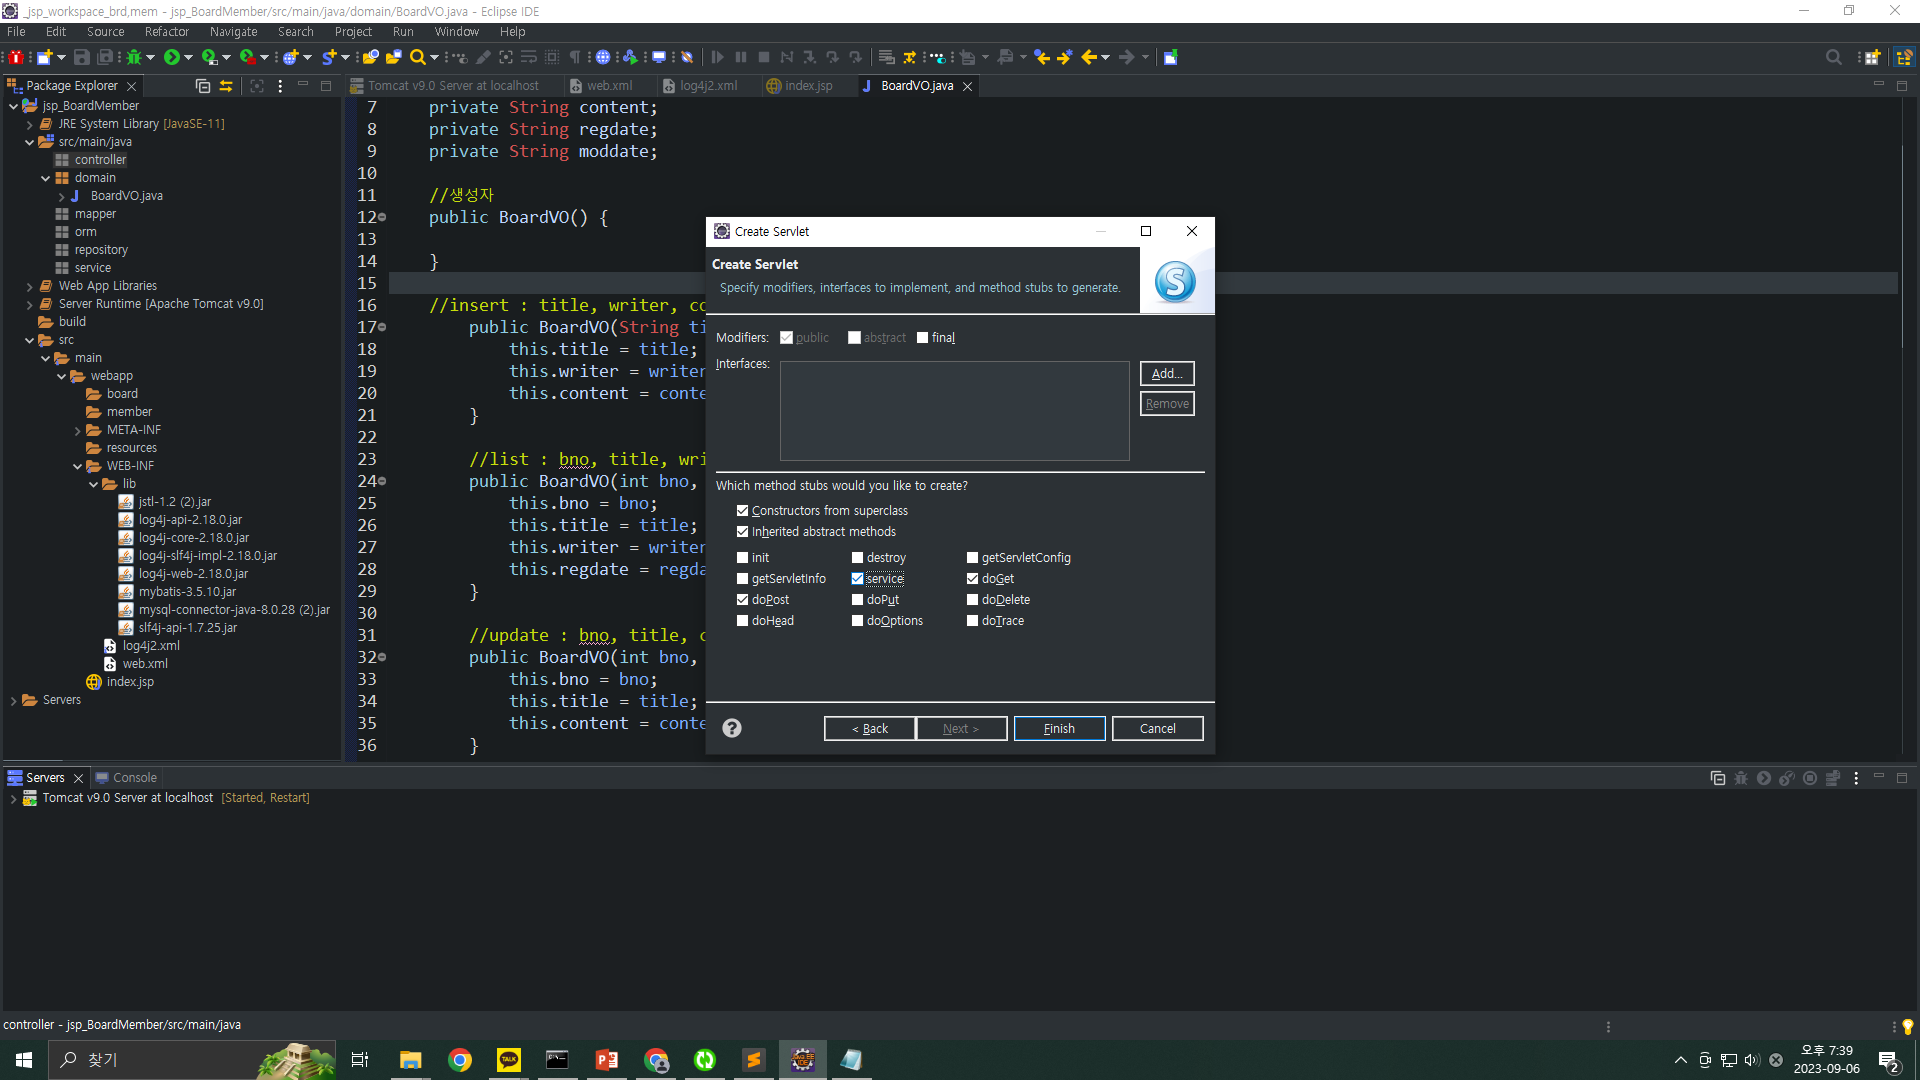 _jsp_workspace_brd,mem - jsp_BoardMember/src/main/java/domain/BoardVO.java - Eclipse IDE
File Edit Source Refactor Navigate Search Project Run Window Help
Package Explorer
jsp_BoardMember
JRE System Library [JavaSE-11]
src/main/java
controller
domain
BoardVO.java
mapper
orm
repository
service
Web App Libraries
Server Runtime [Apache Tomcat v9.0]
build
src
main
webapp
board
member
META-INF
resources
WEB-INF
lib
jstl-1.2 (2).jar
log4j-api-2.18.0.jar
log4j-core-2.18.0.jar
log4j-slf4j-impl-2.18.0.jar
log4j-web-2.18.0.jar
mybatis-3.5.10.jar
mysql-connector-java-8.0.28 (2).jar
slf4j-api-1.7.25.jar
log4j2.xml
web.xml
index.jsp
Servers
Tomcat v9.0 Server at localhost web.xml log4j2.xml index.jsp BoardVO.java
7 private String content;
8 private String regdate;
9 private String moddate;
10
11 //생성자
12 public BoardVO() {
13
14 }
15
16 //insert : title, writer, co
17 public BoardVO(String ti
18 this.title = title;
19 this.writer = writer
20 this.content = conte
21 }
22
23 //list : bno, title, wri
24 public BoardVO(int bno,
25 this.bno = bno;
26 this.title = title;
27 this.writer = writer
28 this.regdate = regda
29 }
30
31 //update : bno, title, c
32 public BoardVO(int bno,
33 this.bno = bno;
34 this.title = title;
35 this.content = conte
36 }
Create Servlet
Create Servlet
Specify modifiers, interfaces to implement, and method stubs to generate.
S
Modifiers: public abstract final
Interfaces:
Add...
Remove
Which method stubs would you like to create?
Constructors from superclass
Inherited abstract methods
init destroy getServletConfig
getServletInfo service doGet
doPost doPut doDelete
doHead doOptions doTrace
? < Back Next > Finish Cancel
Servers Console
Tomcat v9.0 Server at localhost [Started, Restart]
controller - jsp_BoardMember/src/main/java
찾기
TALK
오후 7:39
2023-09-06
2